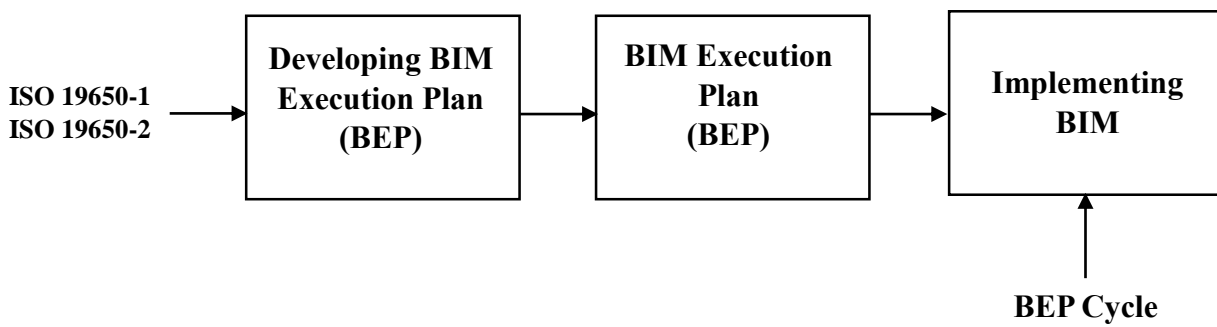 ISO 19650-1
ISO 19650-2
Developing BIM
Execution Plan
(BEP)
BIM Execution
Plan
(BEP)
Implementing
BIM
BEP Cycle